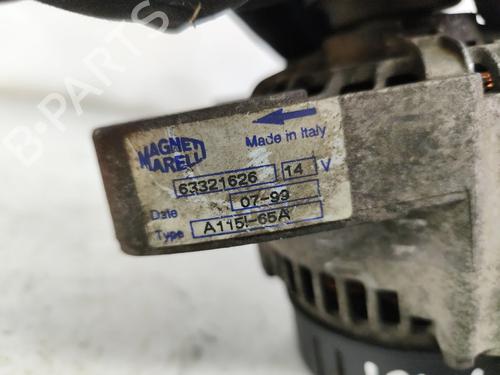 B-PARTS
MAGNETI
MARELLI
Made in Italy
63321626 14 V
Date 07-99
Type A115I-65A